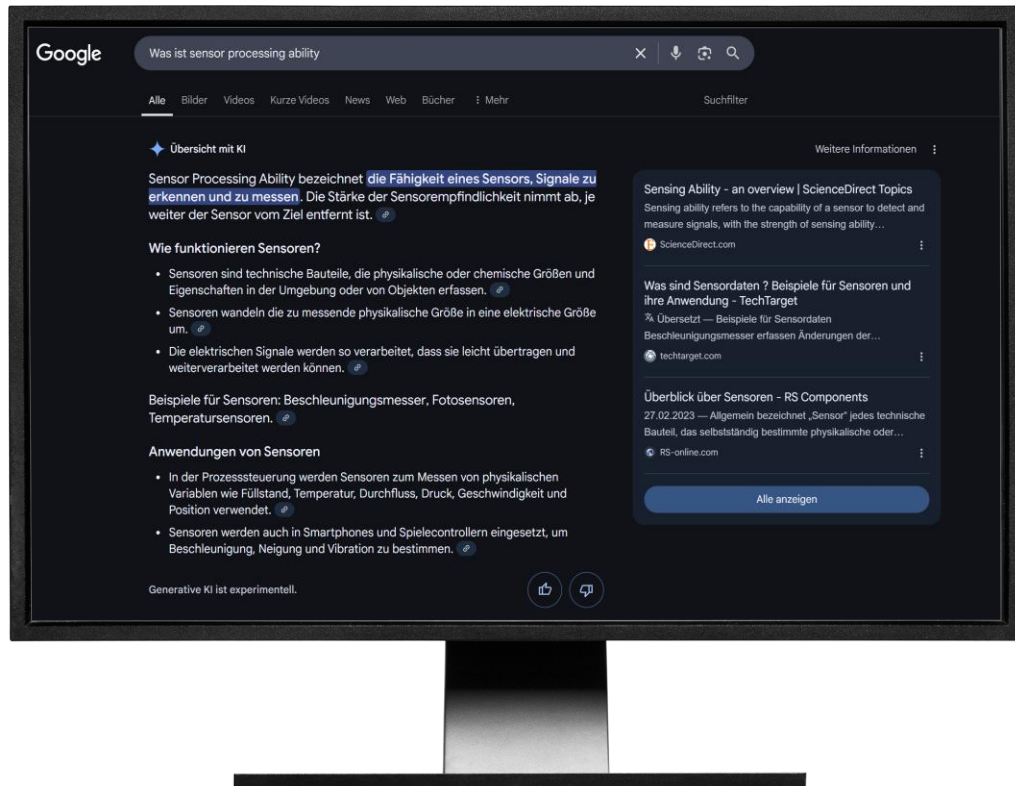 Google
Was ist sensor processing ability
Alle Bilder Videos Kurze Videos News Web Bücher Mehr Suchfilter
Übersicht mit KI
Weitere Informationen
Sensor Processing Ability bezeichnet die Fähigkeit eines Sensors, Signale zu
erkennen und zu messen. Die Stärke der Sensorempfindlichkeit nimmt ab, je
weiter der Sensor vom Ziel entfernt ist.
Wie funktionieren Sensoren?
• Sensoren sind technische Bauteile, die physikalische oder chemische Größen und
Eigenschaften in der Umgebung oder von Objekten erfassen.
• Sensoren wandeln die zu messende physikalische Größe in eine elektrische Größe
um.
• Die elektrischen Signale werden so verarbeitet, dass sie leicht übertragen und
weiterverarbeitet werden können.
Beispiele für Sensoren: Beschleunigungsmesser, Fotosensoren,
Temperatursensoren.
Anwendungen von Sensoren
• In der Prozesssteuerung werden Sensoren zum Messen von physikalischen
Variablen wie Füllstand, Temperatur, Durchfluss, Druck, Geschwindigkeit und
Position verwendet.
• Sensoren werden auch in Smartphones und Spielecontrollern eingesetzt, um
Beschleunigung, Neigung und Vibration zu bestimmen.
Generative KI ist experimentell.
Sensing Ability - an overview | ScienceDirect Topics
Sensing ability refers to the capability of a sensor to detect and
measure signals, with the strength of sensing ability...
ScienceDirect.com
Was sind Sensordaten ? Beispiele für Sensoren und
ihre Anwendung - TechTarget
Übersetzt — Beispiele für Sensordaten
Beschleunigungsmesser erfassen Änderungen der...
techtarget.com
Überblick über Sensoren - RS Components
27.02.2023 — Allgemein bezeichnet „Sensor" jedes technische
Bauteil, das selbstständig bestimmte physikalische oder...
RS-online.com
Alle anzeigen